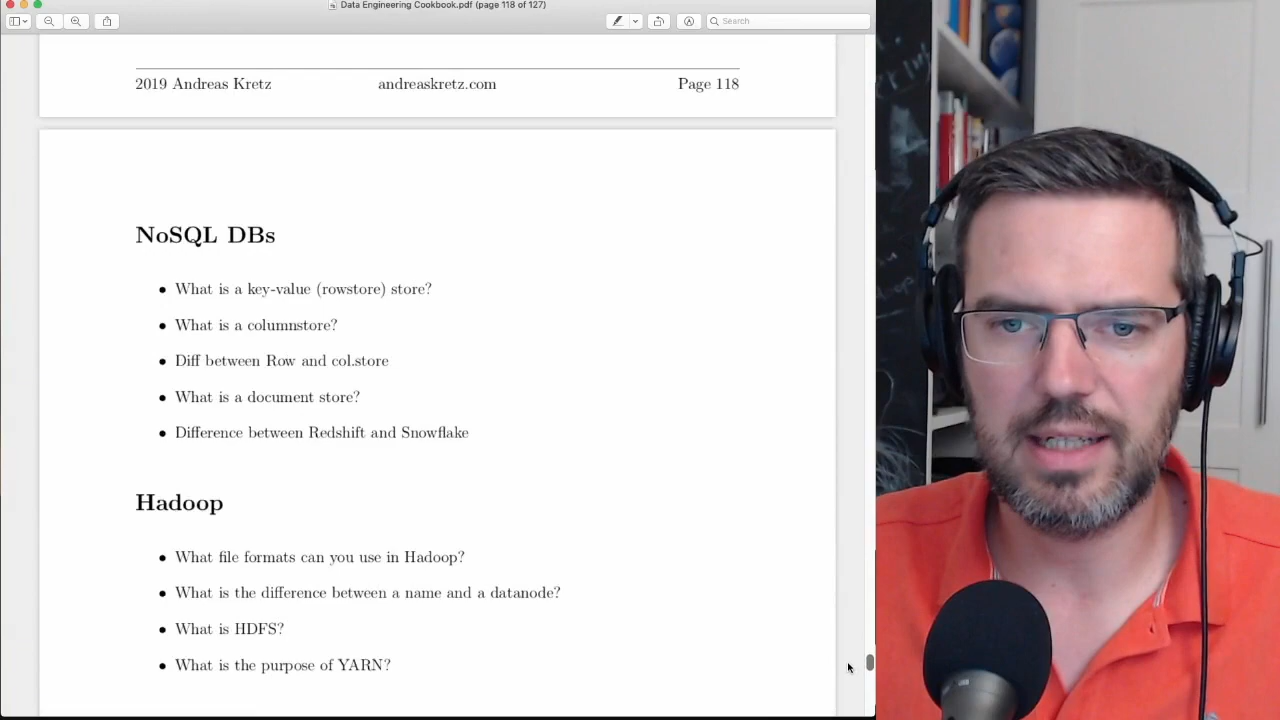 Data Engineering Cookbook.pdf (page 118 of 127)
Search
2019 Andreas Kretz andreaskretz.com Page 118
NoSQL DBs
• What is a key-value (rowstore) store?
• What is a columnstore?
• Diff between Row and col.store
• What is a document store?
• Difference between Redshift and Snowflake
Hadoop
• What file formats can you use in Hadoop?
• What is the difference between a name and a datanode?
• What is HDFS?
• What is the purpose of YARN?